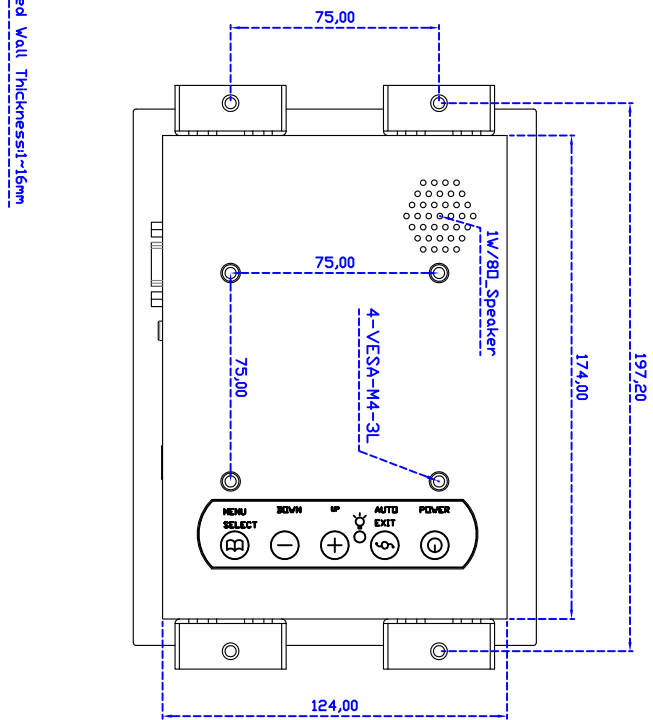 75,00
ed Wall Thickness:1~16mm
1W/8Ω_Speaker
75,00
174,00
197,20
4-VESA-M4-3L
75,00
MENU
SELECT
DOWN
UP
AUTO
EXIT
POWER
124,00